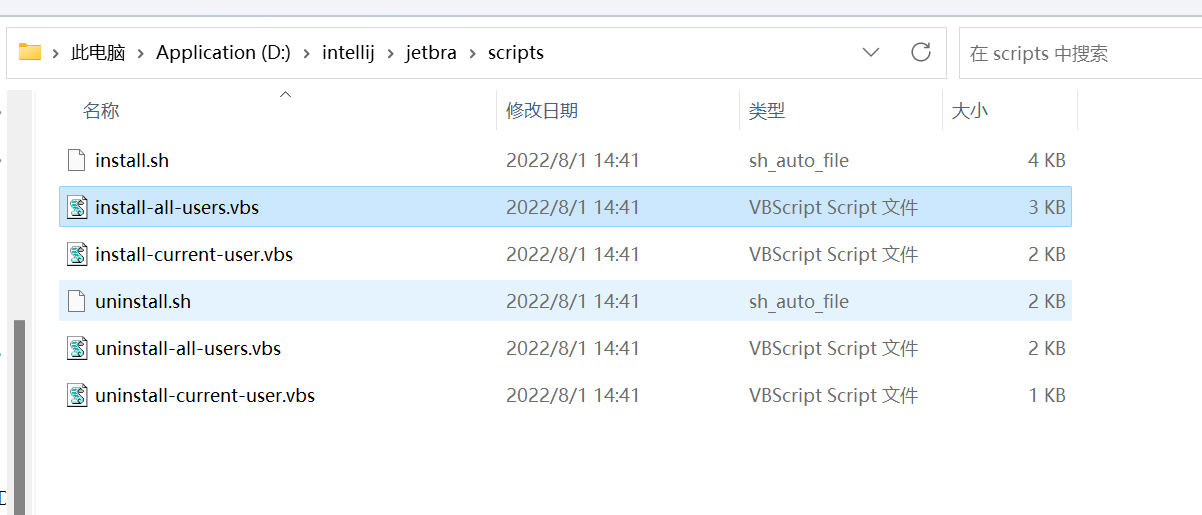 此电脑 > Application (D:) > intellij > jetbra > scripts
在 scripts 中搜索
名称 修改日期 类型 大小
install.sh 2022/8/1 14:41 sh_auto_file 4 KB
install-all-users.vbs 2022/8/1 14:41 VBScript Script 文件 3 KB
install-current-user.vbs 2022/8/1 14:41 VBScript Script 文件 2 KB
uninstall.sh 2022/8/1 14:41 sh_auto_file 2 KB
uninstall-all-users.vbs 2022/8/1 14:41 VBScript Script 文件 2 KB
uninstall-current-user.vbs 2022/8/1 14:41 VBScript Script 文件 1 KB